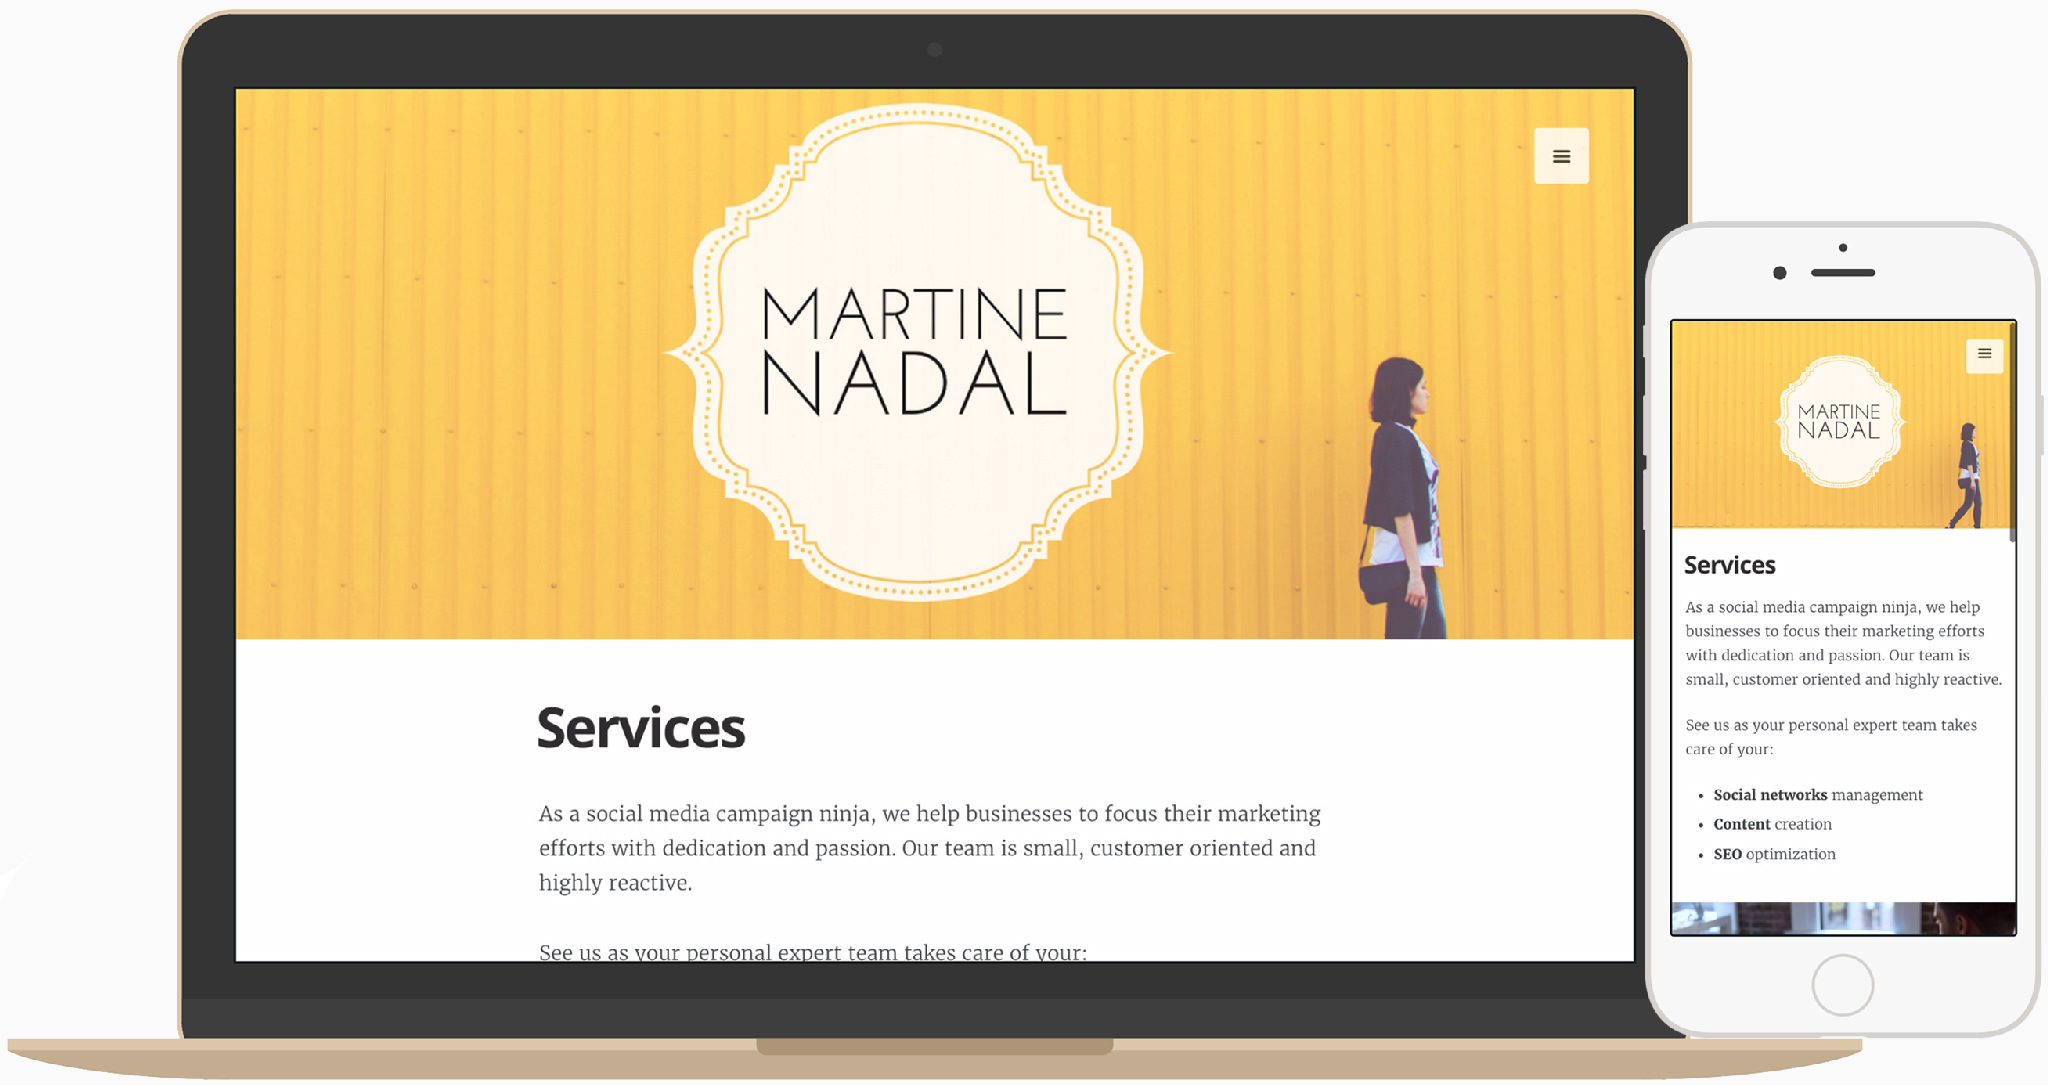 MARTINE
NADAL
Services
As a social media campaign ninja, we help businesses to focus their marketing
efforts with dedication and passion. Our team is small, customer oriented and
highly reactive.
See us as your personal expert team takes care of your:
MARTINE
NADAL
Services
As a social media campaign ninja, we help
businesses to focus their marketing efforts
with dedication and passion. Our team is
small, customer oriented and highly reactive.
See us as your personal expert team takes
care of your:
• Social networks management
• Content creation
• SEO optimization